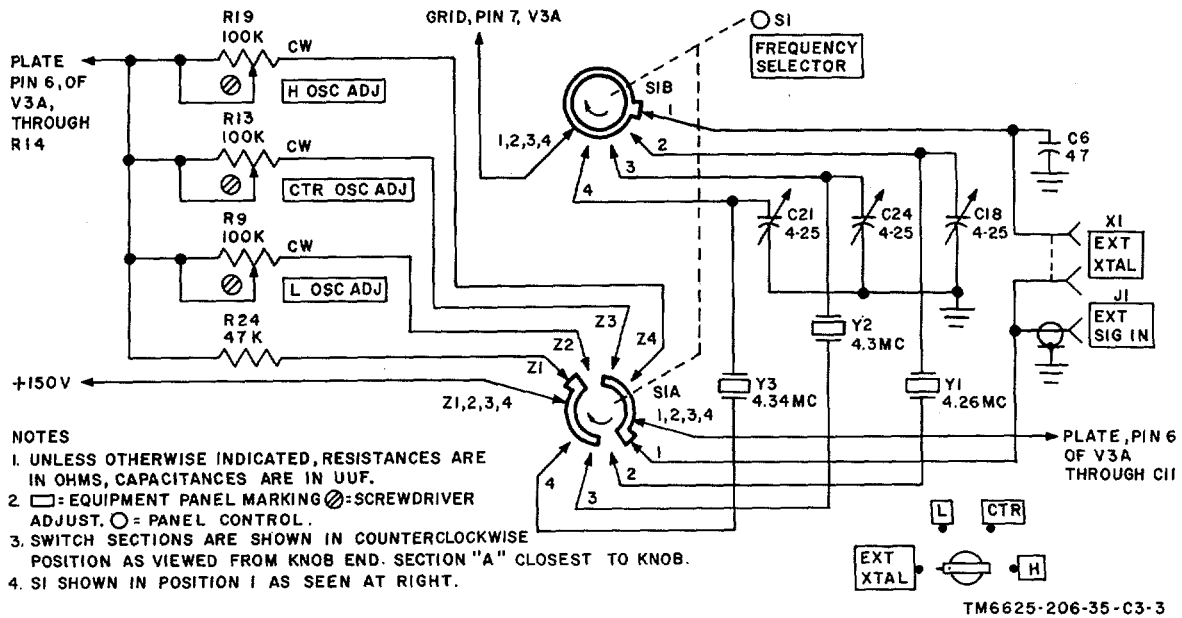 R19
100K
CW
H OSC ADJ
GRID, PIN 7, V3A
S1
FREQUENCY
SELECTOR
PLATE
PIN 6, OF
V3A,
THROUGH
R14
R13
100K
CW
CTR OSC ADJ
S1B
1,2,3,4
1
2
3
4
C6
47
R9
100K
CW
L OSC ADJ
C21
4-25
C24
4-25
C18
4-25
X1
EXT
XTAL
J1
EXT
SIG IN
R24
47K
Z1
Z2
Z3
Z4
Y2
4.3MC
+150V
Z1,2,3,4
S1A
1,2,3,4
Y3
4.34MC
Y1
4.26MC
1
2
3
4
PLATE, PIN 6
OF V3A
THROUGH C11
NOTES
1. UNLESS OTHERWISE INDICATED, RESISTANCES ARE
IN OHMS, CAPACITANCES ARE IN UUF.
2. = EQUIPMENT PANEL MARKING = SCREWDRIVER
ADJUST. = PANEL CONTROL.
3. SWITCH SECTIONS ARE SHOWN IN COUNTERCLOCKWISE
POSITION AS VIEWED FROM KNOB END. SECTION "A" CLOSEST TO KNOB.
4. S1 SHOWN IN POSITION 1 AS SEEN AT RIGHT.
L
CTR
EXT
XTAL
H
TM6625-206-35-C3-3